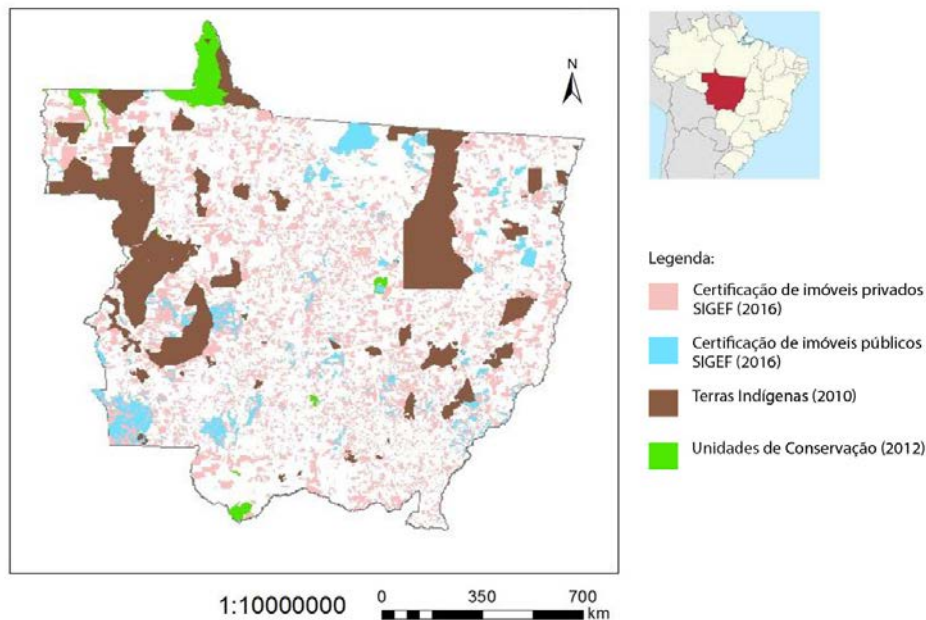 N
Legenda:
Certificação de imóveis privados
SIGEF (2016)
Certificação de imóveis públicos
SIGEF (2016)
Terras Indígenas (2010)
Unidades de Conservação (2012)
1:10000000
0 350 700
km